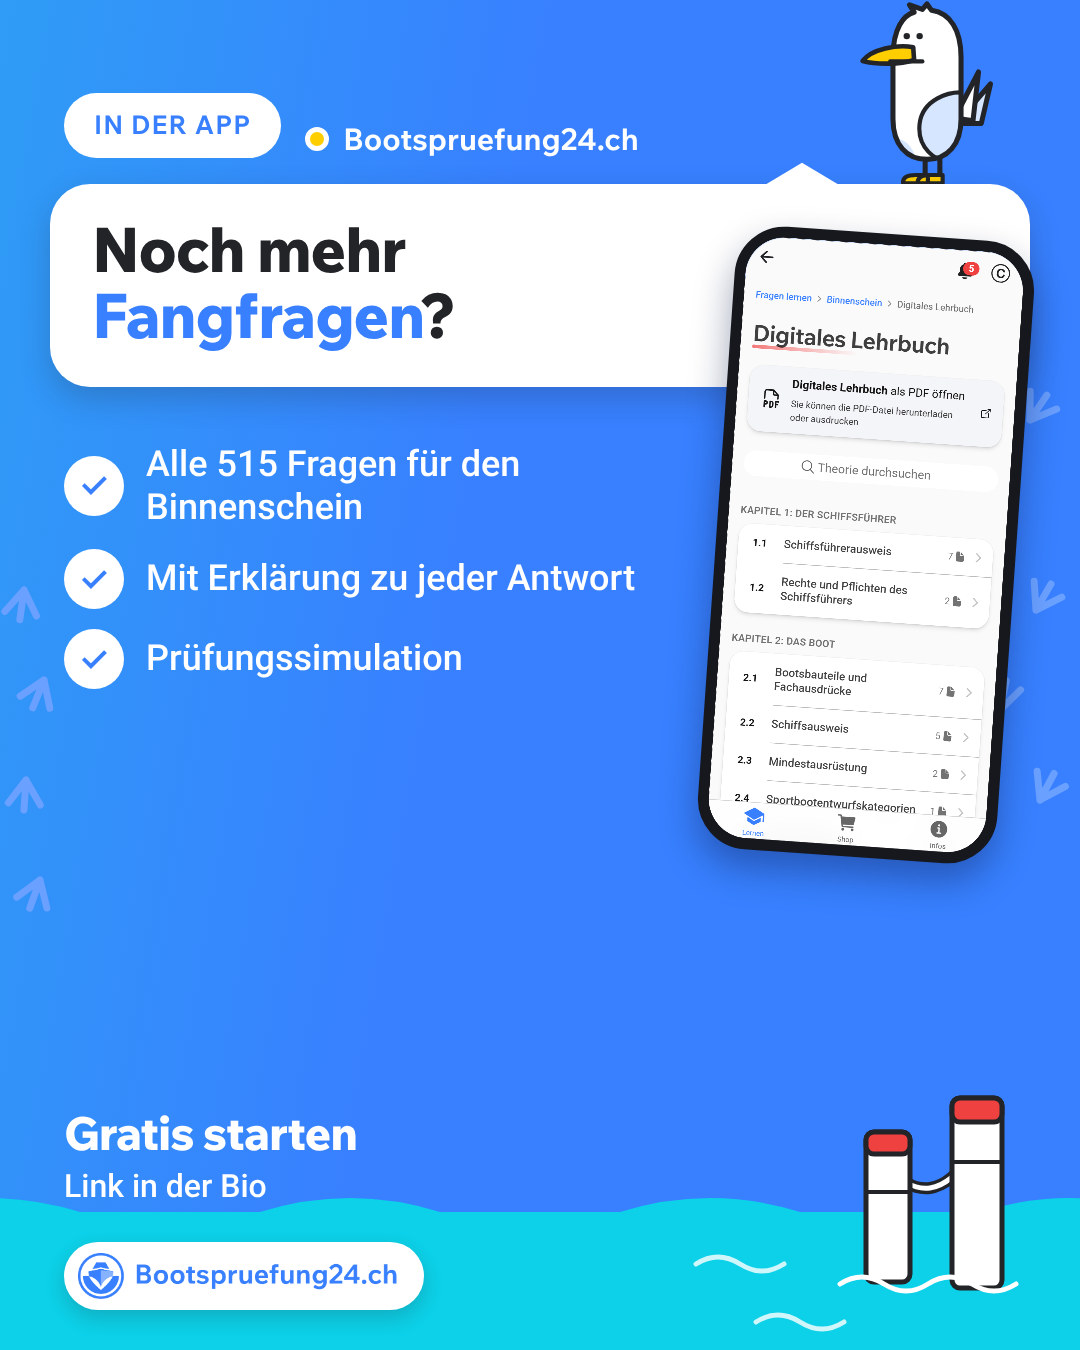 IN DER APP
Bootspruefung24.ch
Noch mehr
Fangfragen?
Alle 515 Fragen für den
Binnenschein
Mit Erklärung zu jeder Antwort
Prüfungssimulation
5
C
Fragen lernen > Binnenschein > Digitales Lehrbuch
Digitales Lehrbuch
PDF
Digitales Lehrbuch als PDF öffnen
Sie können die PDF-Datei herunterladen
oder ausdrucken
Theorie durchsuchen
KAPITEL 1: DER SCHIFFSFÜHRER
1.1 Schiffsführerausweis 7
1.2 Rechte und Pflichten des
Schiffsführers 2
KAPITEL 2: DAS BOOT
2.1 Bootsbauteile und
Fachausdrücke 7
2.2 Schiffsausweis 5
2.3 Mindestausrüstung 2
2.4 Sportbootentwurfskategorien 1
Lernen
Shop
Infos
Gratis starten
Link in der Bio
Bootspruefung24.ch